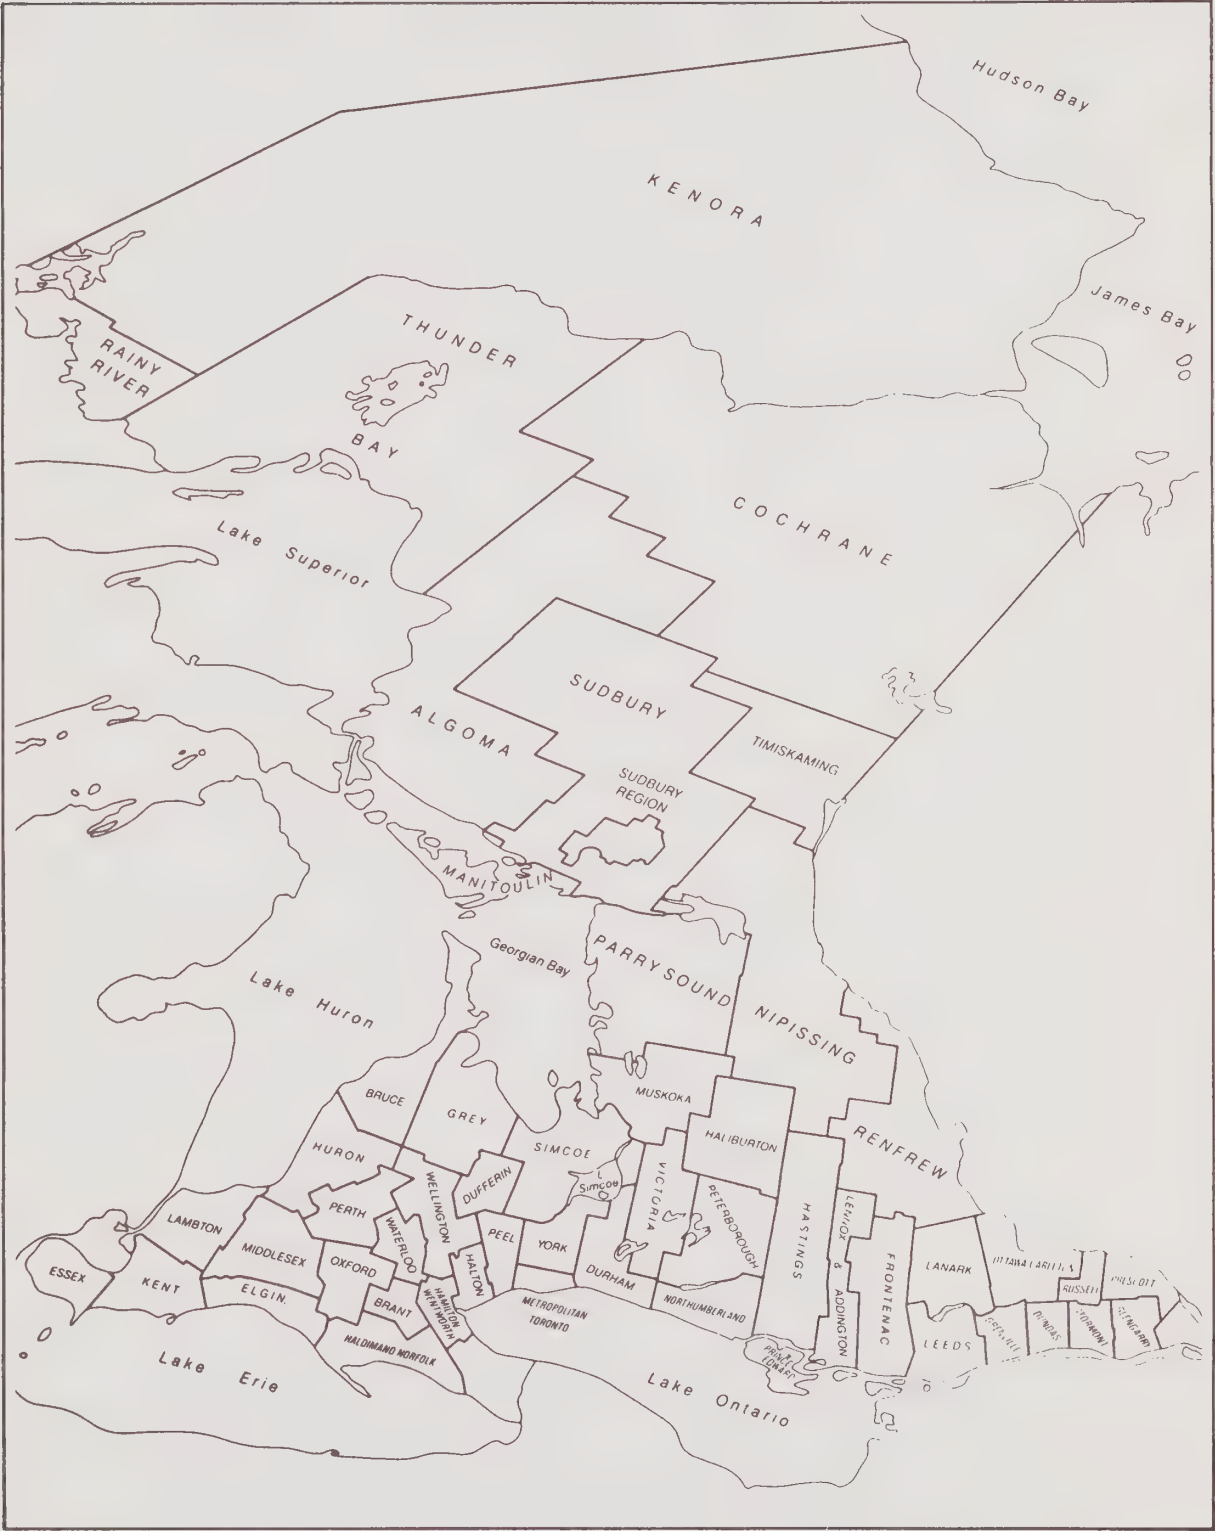 Hudson Bay
KENORA
James Bay
THUNDER
BAY
RAINY
RIVER
COCHRANE
Lake Superior
SUDBURY
ALGOMA
TIMISKAMING
SUDBURY
REGION
MANITOULIN
Georgian Bay
PARRY SOUND
Lake Huron
NIPISSING
BRUCE
GREY
MUSKOKA
HALIBURTON
RENFREW
HURON
SIMCOE
L
Simcoe
DUFFERIN
WELLINGTON
VICTORIA
PETERBOROUGH
HASTINGS
LENNOX
&
ADDINGTON
FRONTENAC
LAMBTON
PERTH
WATERLOO
PEEL
YORK
DURHAM
MIDDLESEX
OXFORD
HALTON
LANARK
OTTAWA CARLETON
RUSSELL
PRESCOTT
ESSEX
KENT
ELGIN.
BRANT
HAMILTON
WENTWORTH
METROPOLITAN
TORONTO
NORTHUMBERLAND
LEEDS
GRENVILLE
DUNDAS
STORMONT
GLENGARRY
HALDIMAND NORFOLK
PRINCE
EDWARD
Lake Erie
Lake Ontario